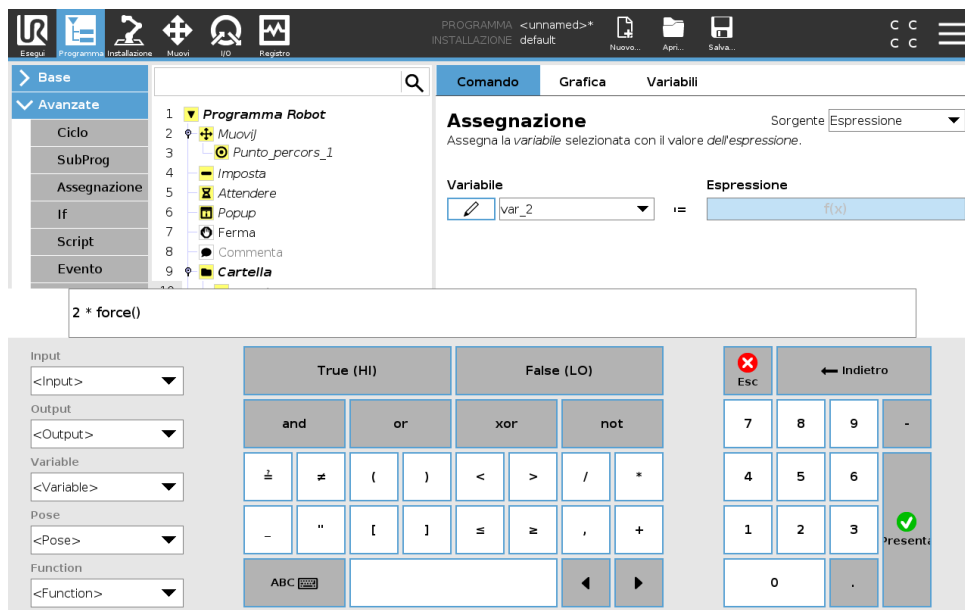 PROGRAMMA <unnamed>*
INSTALLAZIONE default
Esegui Programma Installazione Muovi I/O Registro
Nuovo... Apri... Salva...
C C
C C
Base
Avanzate
Ciclo
SubProg
Assegnazione
If
Script
Evento
1 Programma Robot
2 MuoviJ
3 Punto_percors_1
4 Imposta
5 Attendere
6 Popup
7 Ferma
8 Commenta
9 Cartella
Comando Grafica Variabili
Assegnazione
Sorgente Espressione
Assegna la variabile selezionata con il valore dell'espressione.
Variabile Espressione
var_2 := f(x)
2 * force()
Input
<Input>
Output
<Output>
Variable
<Variable>
Pose
<Pose>
Function
<Function>
True (HI) False (LO)
and or xor not
≟ ≠ ( ) < > / *
_ " [ ] ≤ ≥ , +
ABC
Esc Indietro
7 8 9 -
4 5 6
1 2 3
0 .